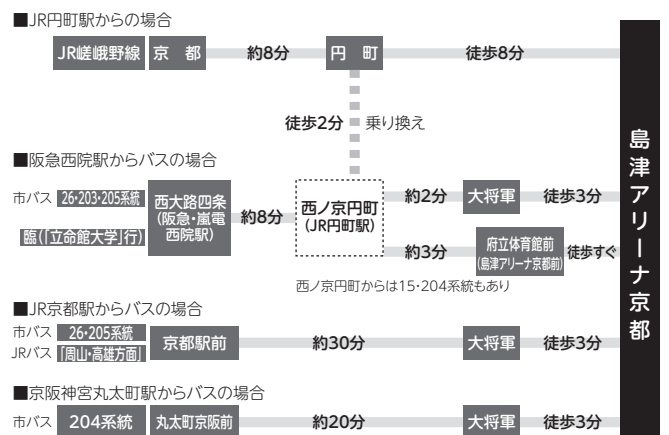 ■JR円町駅からの場合
JR嵯峨野線 京 都 約8分 円 町 徒歩8分
徒歩2分 乗り換え
■阪急西院駅からバスの場合
市バス 26・203・205系統
臨(「立命館大学」行)
西大路四条
(阪急・嵐電
西院駅)
約8分
西ノ京円町
(JR円町駅)
約2分 大将軍 徒歩3分
約3分
府立体育館前
(島津アリーナ京都前)
徒歩すぐ
西ノ京円町からは15・204系統もあり
■JR京都駅からバスの場合
市バス 26・205系統
JRバス 「周山・高雄方面」
京都駅前 約30分 大将軍 徒歩3分
■京阪神宮丸太町駅からバスの場合
市バス 204系統 丸太町京阪前 約20分 大将軍 徒歩3分
島津アリーナ京都